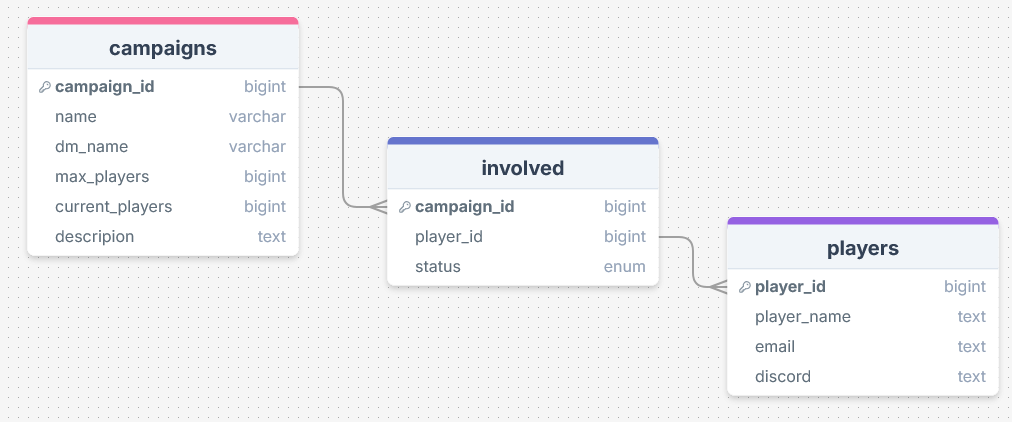 campaigns
campaign_id bigint
name varchar
dm_name varchar
max_players bigint
current_players bigint
descripion text
involved
campaign_id bigint
player_id bigint
status enum
players
player_id bigint
player_name text
email text
discord text